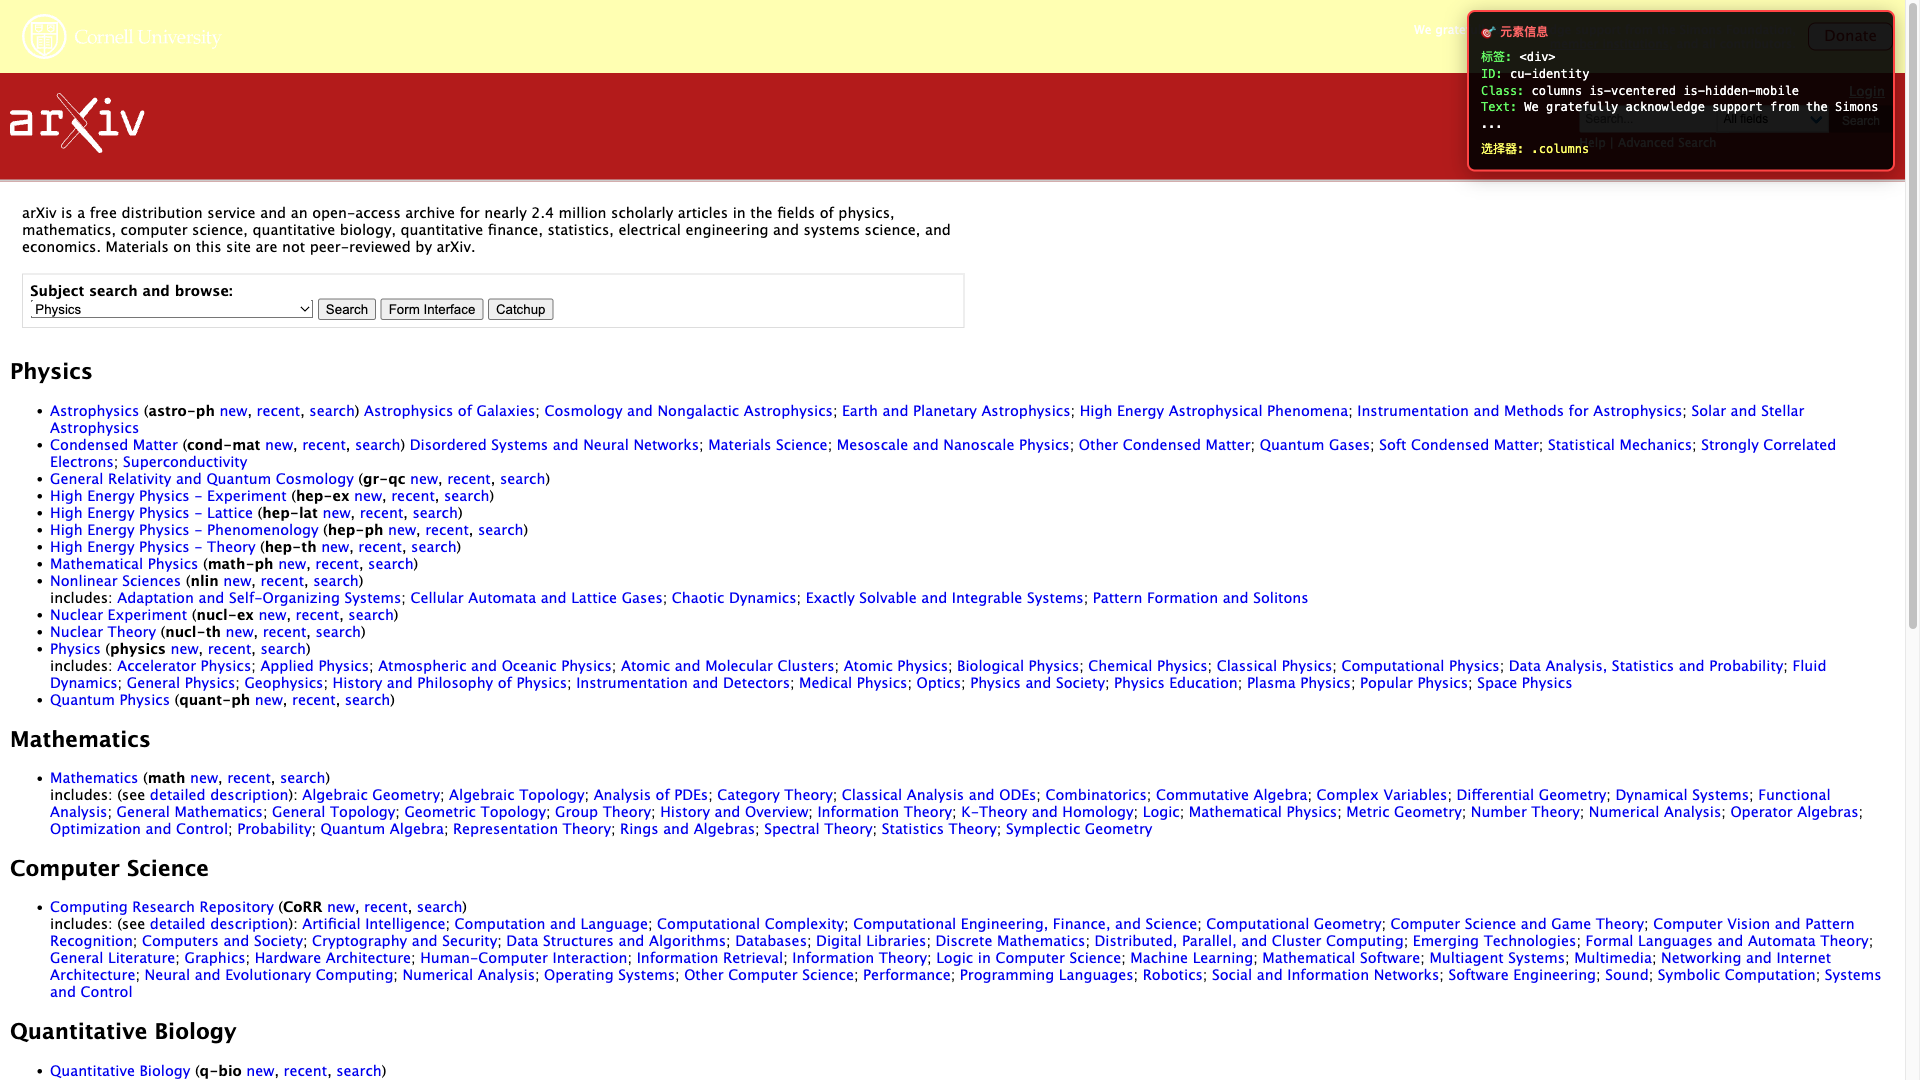 Cornell University
We grate
Donate
🎯 元素信息
标签: <div>
ID: cu-identity
Class: columns is-vcentered is-hidden-mobile
Text: We gratefully acknowledge support from the Simons
...
选择器: .columns
arXiv
Login
Search...
All fields
Search
Help | Advanced Search
arXiv is a free distribution service and an open-access archive for nearly 2.4 million scholarly articles in the fields of physics,
mathematics, computer science, quantitative biology, quantitative finance, statistics, electrical engineering and systems science, and
economics. Materials on this site are not peer-reviewed by arXiv.
Subject search and browse:
Physics Search Form Interface Catchup
Physics
• Astrophysics (astro-ph new, recent, search) Astrophysics of Galaxies; Cosmology and Nongalactic Astrophysics; Earth and Planetary Astrophysics; High Energy Astrophysical Phenomena; Instrumentation and Methods for Astrophysics; Solar and Stellar
Astrophysics
• Condensed Matter (cond-mat new, recent, search) Disordered Systems and Neural Networks; Materials Science; Mesoscale and Nanoscale Physics; Other Condensed Matter; Quantum Gases; Soft Condensed Matter; Statistical Mechanics; Strongly Correlated
Electrons; Superconductivity
• General Relativity and Quantum Cosmology (gr-qc new, recent, search)
• High Energy Physics - Experiment (hep-ex new, recent, search)
• High Energy Physics - Lattice (hep-lat new, recent, search)
• High Energy Physics - Phenomenology (hep-ph new, recent, search)
• High Energy Physics - Theory (hep-th new, recent, search)
• Mathematical Physics (math-ph new, recent, search)
• Nonlinear Sciences (nlin new, recent, search)
includes: Adaptation and Self-Organizing Systems; Cellular Automata and Lattice Gases; Chaotic Dynamics; Exactly Solvable and Integrable Systems; Pattern Formation and Solitons
• Nuclear Experiment (nucl-ex new, recent, search)
• Nuclear Theory (nucl-th new, recent, search)
• Physics (physics new, recent, search)
includes: Accelerator Physics; Applied Physics; Atmospheric and Oceanic Physics; Atomic and Molecular Clusters; Atomic Physics; Biological Physics; Chemical Physics; Classical Physics; Computational Physics; Data Analysis, Statistics and Probability; Fluid
Dynamics; General Physics; Geophysics; History and Philosophy of Physics; Instrumentation and Detectors; Medical Physics; Optics; Physics and Society; Physics Education; Plasma Physics; Popular Physics; Space Physics
• Quantum Physics (quant-ph new, recent, search)
Mathematics
• Mathematics (math new, recent, search)
includes: (see detailed description): Algebraic Geometry; Algebraic Topology; Analysis of PDEs; Category Theory; Classical Analysis and ODEs; Combinatorics; Commutative Algebra; Complex Variables; Differential Geometry; Dynamical Systems; Functional
Analysis; General Mathematics; General Topology; Geometric Topology; Group Theory; History and Overview; Information Theory; K-Theory and Homology; Logic; Mathematical Physics; Metric Geometry; Number Theory; Numerical Analysis; Operator Algebras;
Optimization and Control; Probability; Quantum Algebra; Representation Theory; Rings and Algebras; Spectral Theory; Statistics Theory; Symplectic Geometry
Computer Science
• Computing Research Repository (CoRR new, recent, search)
includes: (see detailed description): Artificial Intelligence; Computation and Language; Computational Complexity; Computational Engineering, Finance, and Science; Computational Geometry; Computer Science and Game Theory; Computer Vision and Pattern
Recognition; Computers and Society; Cryptography and Security; Data Structures and Algorithms; Databases; Digital Libraries; Discrete Mathematics; Distributed, Parallel, and Cluster Computing; Emerging Technologies; Formal Languages and Automata Theory;
General Literature; Graphics; Hardware Architecture; Human-Computer Interaction; Information Retrieval; Information Theory; Logic in Computer Science; Machine Learning; Mathematical Software; Multiagent Systems; Multimedia; Networking and Internet
Architecture; Neural and Evolutionary Computing; Numerical Analysis; Operating Systems; Other Computer Science; Performance; Programming Languages; Robotics; Social and Information Networks; Software Engineering; Sound; Symbolic Computation; Systems
and Control
Quantitative Biology
• Quantitative Biology (q-bio new, recent, search)